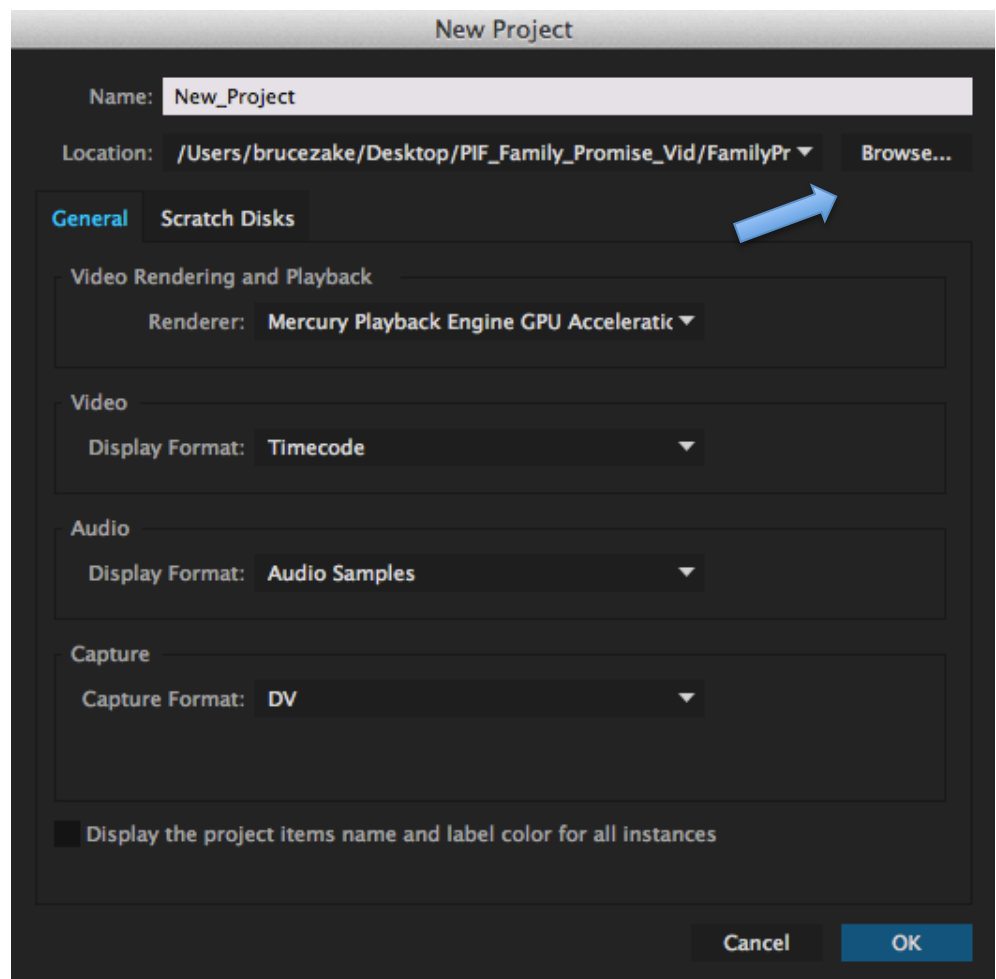 New Project
Name: New_Project
Location: /Users/brucezake/Desktop/PIF_Family_Promise_Vid/FamilyPr Browse...
General Scratch Disks
Video Rendering and Playback
Renderer: Mercury Playback Engine GPU Acceleratic
Video
Display Format: Timecode
Audio
Display Format: Audio Samples
Capture
Capture Format: DV
Display the project items name and label color for all instances
Cancel OK